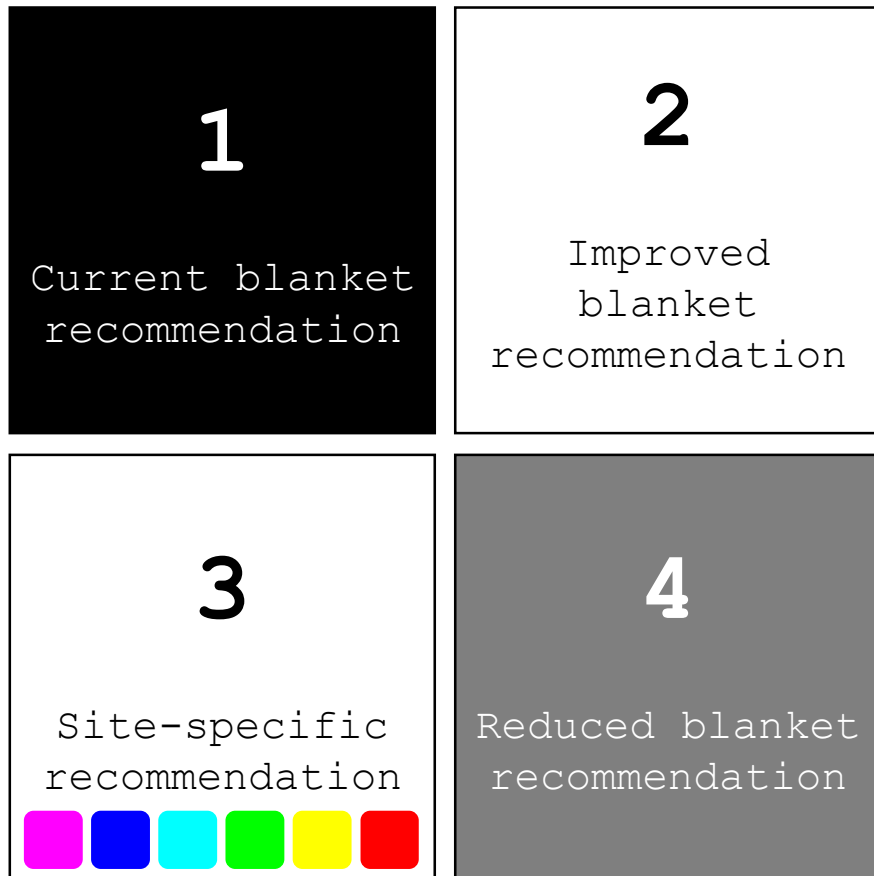 1
Current blanket
recommendation
2
Improved
blanket
recommendation
3
Site-specific
recommendation
4
Reduced blanket
recommendation